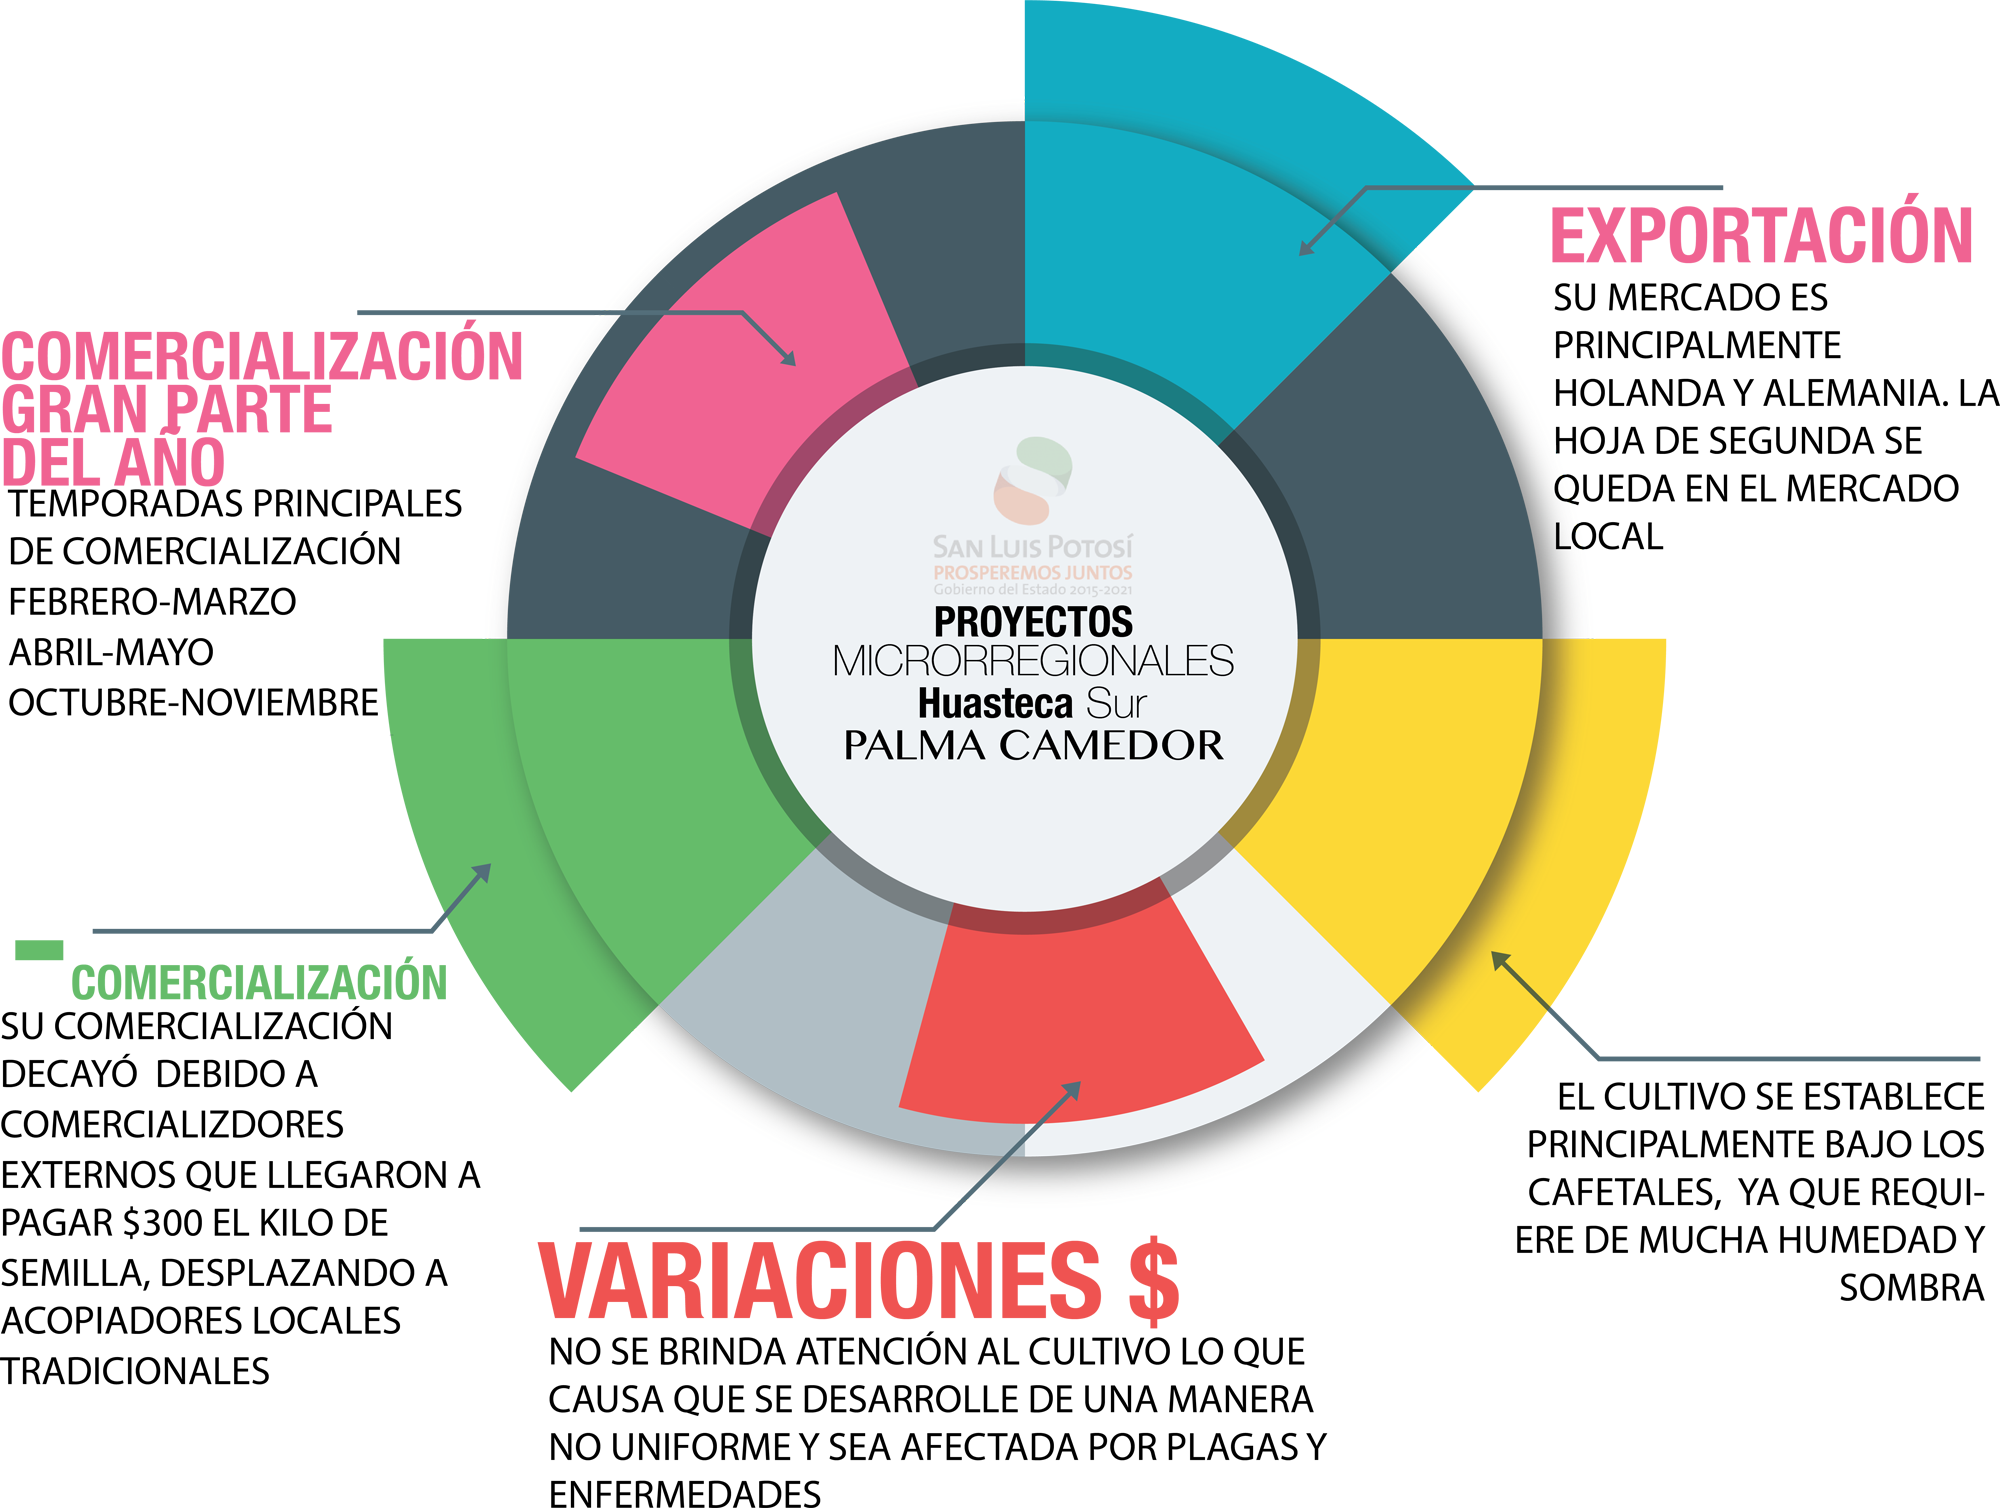 EXPORTACIÓN
SU MERCADO ES
PRINCIPALMENTE
HOLANDA Y ALEMANIA. LA
HOJA DE SEGUNDA SE
QUEDA EN EL MERCADO
LOCAL
COMERCIALIZACIÓN
GRAN PARTE
DEL AÑO
TEMPORADAS PRINCIPALES
DE COMERCIALIZACIÓN
FEBRERO-MARZO
ABRIL-MAYO
OCTUBRE-NOVIEMBRE
SAN LUIS POTOSÍ
PROSPEREMOS JUNTOS
Gobierno del Estado 2015-2021
PROYECTOS
MICRORREGIONALES
Huasteca Sur
PALMA CAMEDOR
COMERCIALIZACIÓN
SU COMERCIALIZACIÓN
DECAYÓ DEBIDO A
COMERCIALIZDORES
EXTERNOS QUE LLEGARON A
PAGAR $300 EL KILO DE
SEMILLA, DESPLAZANDO A
ACOPIADORES LOCALES
TRADICIONALES
VARIACIONES $
NO SE BRINDA ATENCIÓN AL CULTIVO LO QUE
CAUSA QUE SE DESARROLLE DE UNA MANERA
NO UNIFORME Y SEA AFECTADA POR PLAGAS Y
ENFERMEDADES
EL CULTIVO SE ESTABLECE
PRINCIPALMENTE BAJO LOS
CAFETALES, YA QUE REQUI-
ERE DE MUCHA HUMEDAD Y
SOMBRA